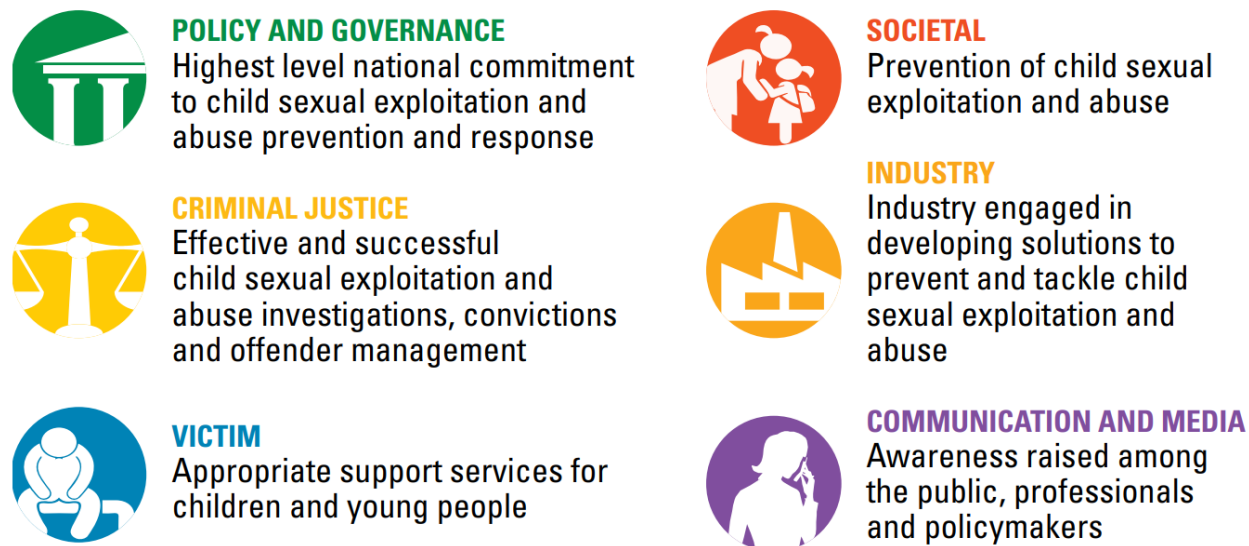 POLICY AND GOVERNANCE
Highest level national commitment
to child sexual exploitation and
abuse prevention and response
CRIMINAL JUSTICE
Effective and successful
child sexual exploitation and
abuse investigations, convictions
and offender management
VICTIM
Appropriate support services for
children and young people
SOCIETAL
Prevention of child sexual
exploitation and abuse
INDUSTRY
Industry engaged in
developing solutions to
prevent and tackle child
sexual exploitation and
abuse
COMMUNICATION AND MEDIA
Awareness raised among
the public, professionals
and policymakers